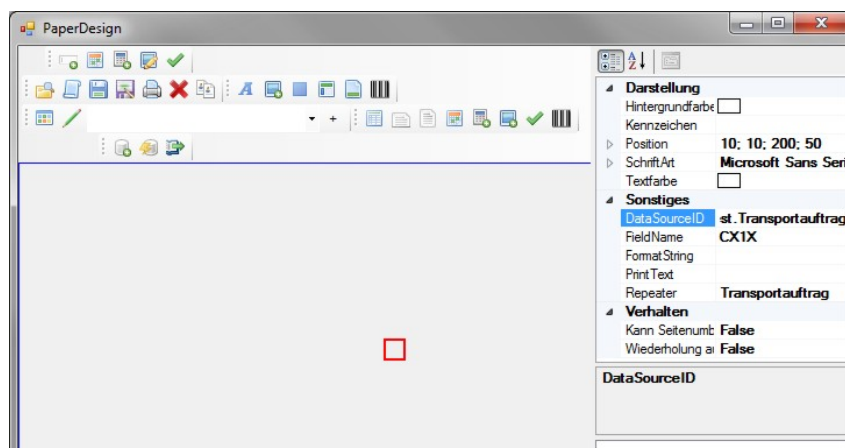 PaperDesign
Darstellung
Hintergrundfarbe
Kennzeichen
Position 10; 10; 200; 50
SchriftArt Microsoft Sans Seri
Textfarbe
Sonstiges
DataSourceID st.Transportauftrag
FieldName CX1X
FormatString
PrintText
Repeater Transportauftrag
Verhalten
Kann Seitenumb False
Wiederholung a False
DataSourceID